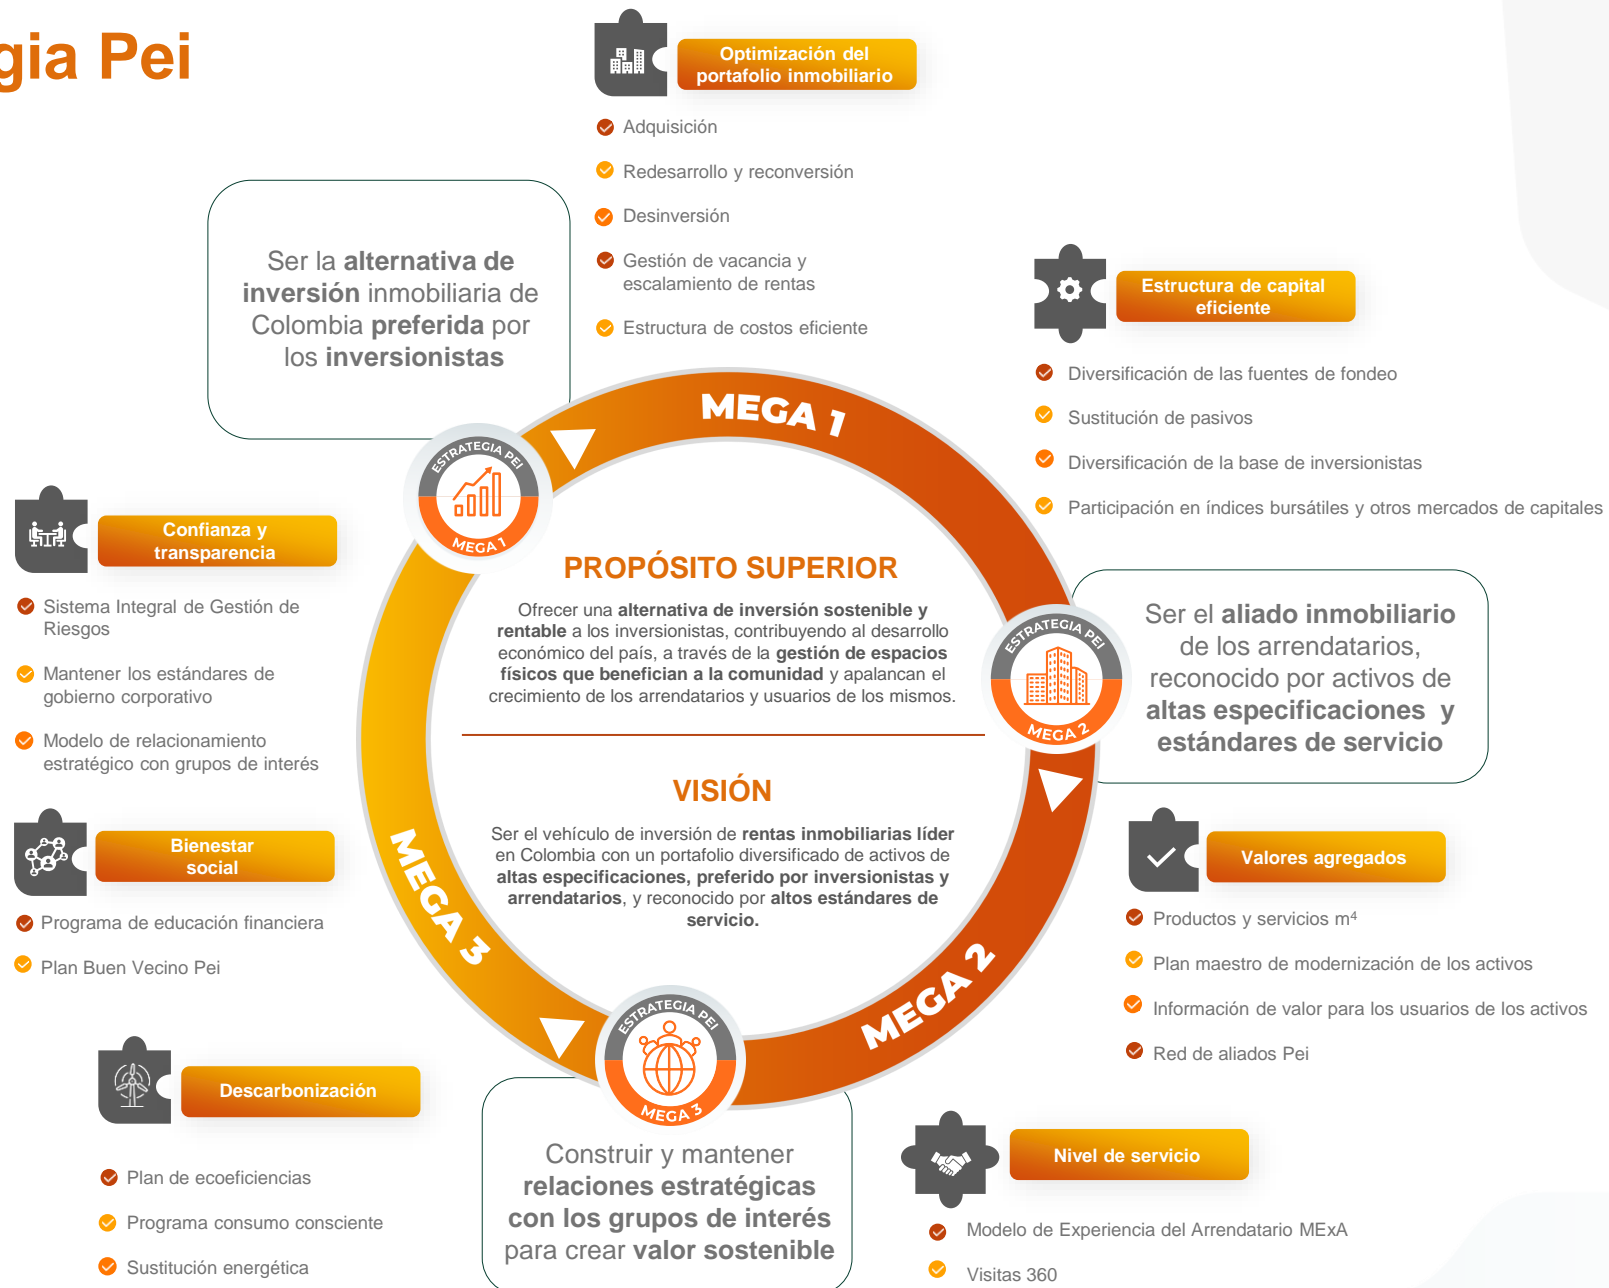 gia Pei
Optimización del
portafolio inmobiliario
Adquisición
Redesarrollo y reconversión
Desinversión
Gestión de vacancia y
escalamiento de rentas
Estructura de costos eficiente
Ser la alternativa de
inversión inmobiliaria de
Colombia preferida por
los inversionistas
Estructura de capital
eficiente
Diversificación de las fuentes de fondeo
Sustitución de pasivos
Diversificación de la base de inversionistas
Participación en índices bursátiles y otros mercados de capitales
MEGA 1
ESTRATEGIA PEI
MEGA 1
Confianza y
transparencia
Sistema Integral de Gestión de
Riesgos
Mantener los estándares de
gobierno corporativo
Modelo de relacionamiento
estratégico con grupos de interés
PROPÓSITO SUPERIOR
Ofrecer una alternativa de inversión sostenible y
rentable a los inversionistas, contribuyendo al desarrollo
económico del país, a través de la gestión de espacios
físicos que benefician a la comunidad y apalancan el
crecimiento de los arrendatarios y usuarios de los mismos.
ESTRATEGIA PEI
MEGA 2
Ser el aliado inmobiliario
de los arrendatarios,
reconocido por activos de
altas especificaciones y
estándares de servicio
VISIÓN
Ser el vehículo de inversión de rentas inmobiliarias líder
en Colombia con un portafolio diversificado de activos de
altas especificaciones, preferido por inversionistas y
arrendatarios, y reconocido por altos estándares de
servicio.
Bienestar
social
Programa de educación financiera
Plan Buen Vecino Pei
MEGA 3
MEGA 2
Valores agregados
Productos y servicios m⁴
Plan maestro de modernización de los activos
Información de valor para los usuarios de los activos
Red de aliados Pei
ESTRATEGIA PEI
MEGA 3
Descarbonización
Plan de ecoeficiencias
Programa consumo consciente
Sustitución energética
Construir y mantener
relaciones estratégicas
con los grupos de interés
para crear valor sostenible
Nivel de servicio
Modelo de Experiencia del Arrendatario MExA
Visitas 360